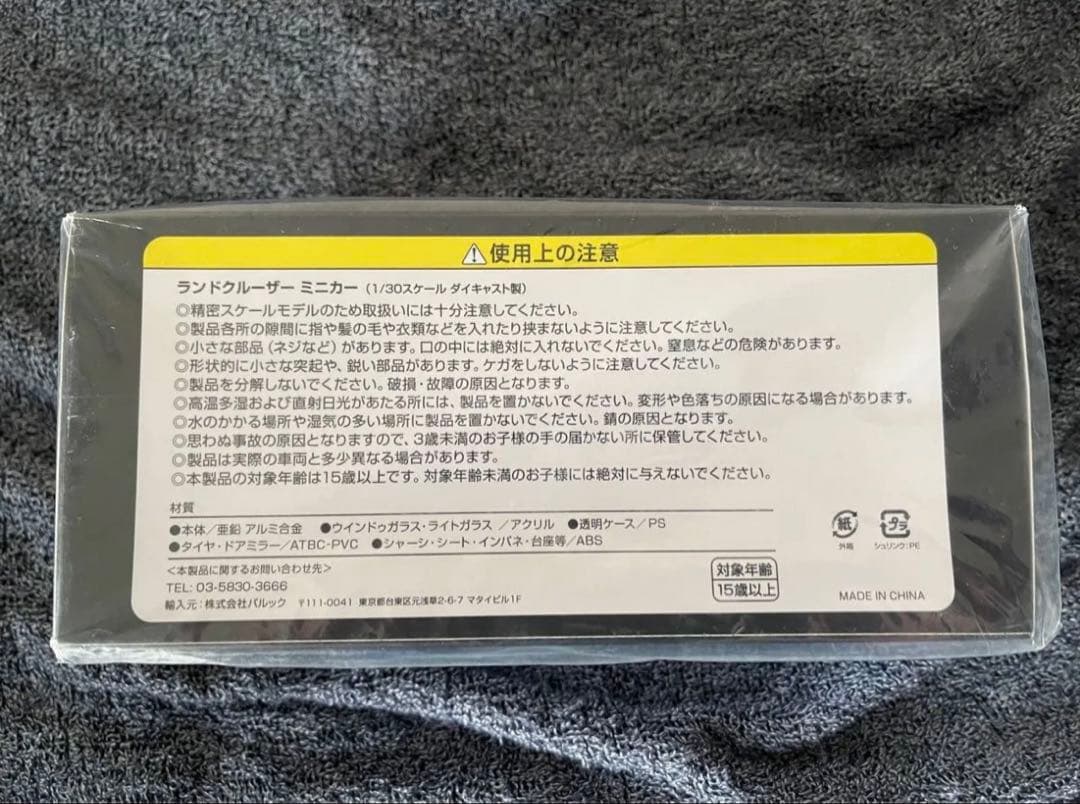 ⚠使用上の注意
ランドクルーザー ミニカー（1/30スケール ダイキャスト製）
◎精密スケールモデルのため取扱いには十分注意してください。
◎製品各所の隙間に指や髪の毛や衣類などを入れたり挟まないように注意してください。
◎小さな部品（ネジなど）があります。口の中には絶対に入れないでください。窒息などの危険があります。
◎形状的に小さな突起や、鋭い部品があります。ケガをしないように注意してください。
◎製品を分解しないでください。破損・故障の原因となります。
◎高温多湿および直射日光があたる所には、製品を置かないでください。変形や色落ちの原因になる場合があります。
◎水のかかる場所や湿気の多い場所に製品を置かないでください。錆の原因となります。
◎思わぬ事故の原因となりますので、3歳未満のお子様の手の届かない所に保管してください。
◎製品は実際の車両と多少異なる場合があります。
◎本製品の対象年齢は15歳以上です。対象年齢未満のお子様には絶対に与えないでください。
材質
●本体／亜鉛 アルミ合金 ●ウインドゥガラス・ライトガラス ／アクリル ●透明ケース／PS
●タイヤ・ドアミラー／ATBC-PVC ●シャーシ・シート・インパネ・台座等／ABS
紙
外箱
プラ
シュリンク:PE
＜本製品に関するお問い合わせ先＞
TEL: 03-5830-3666
輸入元：株式会社パルック 〒111-0041 東京都台東区元浅草2-6-7 マタイビル1F
対象年齢
15歳以上
MADE IN CHINA